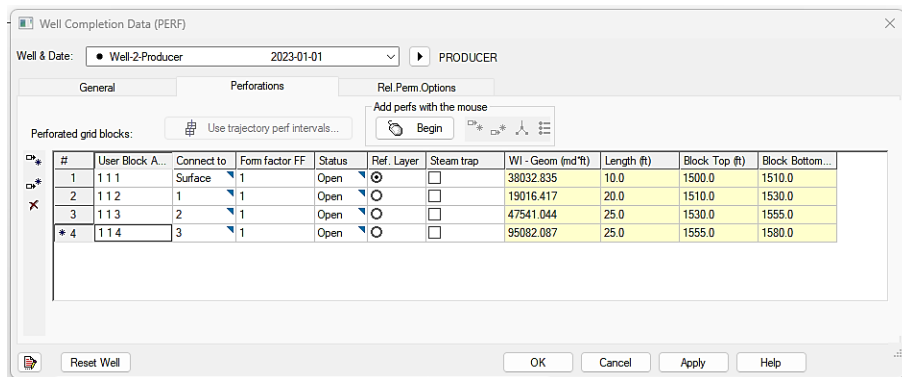 Well Completion Data (PERF)
Well & Date: Well-2-Producer 2023-01-01 PRODUCER
General Perforations Rel.Perm.Options
Add perfs with the mouse
Perforated grid blocks: Use trajectory perf intervals... Begin
# User Block A... Connect to Form factor FF Status Ref. Layer Steam trap WI - Geom (md*ft) Length (ft) Block Top (ft) Block Bottom...
1 1 1 1 Surface 1 Open 38032.835 10.0 1500.0 1510.0
2 1 1 2 1 1 Open 19016.417 20.0 1510.0 1530.0
3 1 1 3 2 1 Open 47541.044 25.0 1530.0 1555.0
* 4 1 1 4 3 1 Open 95082.087 25.0 1555.0 1580.0
Reset Well OK Cancel Apply Help